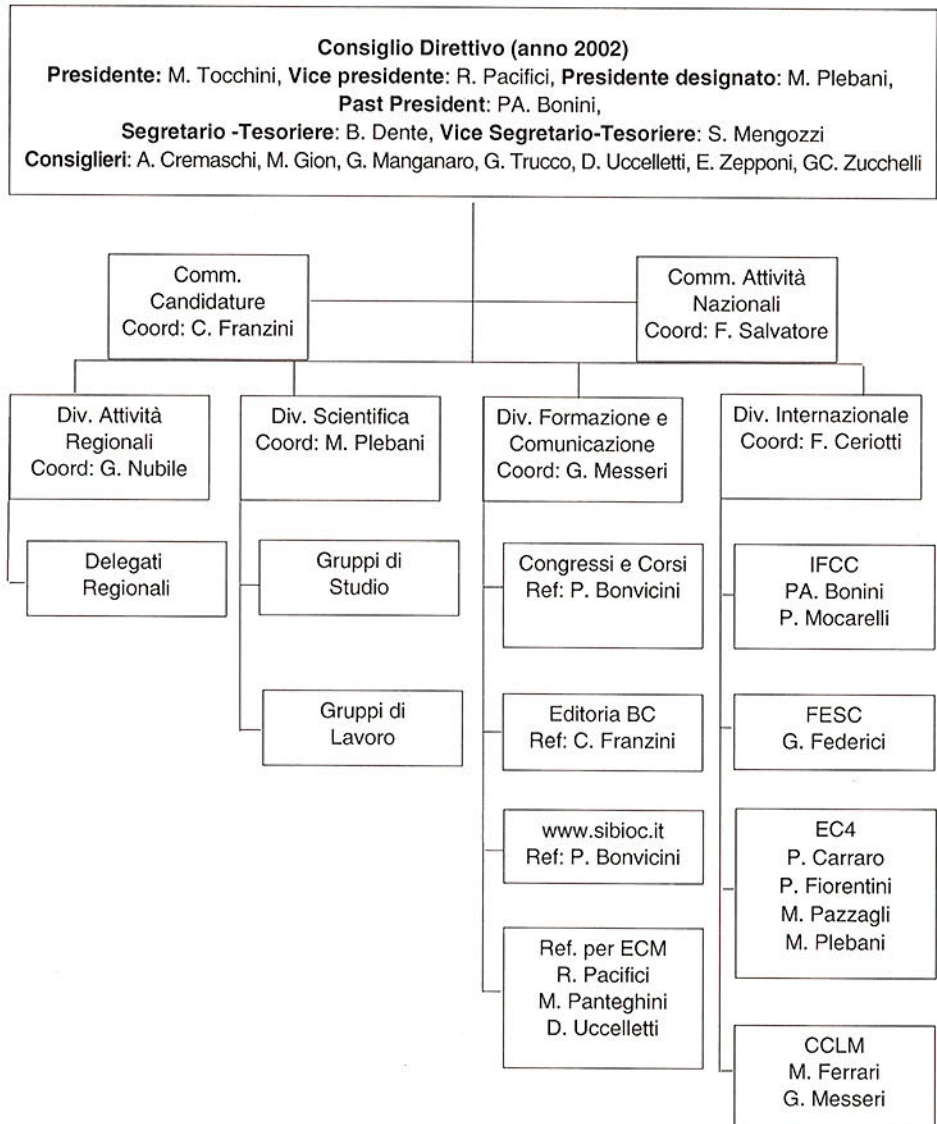 Consiglio Direttivo (anno 2002)
Presidente: M. Tocchini, Vice presidente: R. Pacifici, Presidente designato: M. Plebani,
Past President: PA. Bonini,
Segretario -Tesoriere: B. Dente, Vice Segretario-Tesoriere: S. Mengozzi
Consiglieri: A. Cremaschi, M. Gion, G. Manganaro, G. Trucco, D. Uccelletti, E. Zepponi, GC. Zucchelli
Comm.
Candidature
Coord: C. Franzini
Comm. Attività
Nazionali
Coord: F. Salvatore
Div. Attività
Regionali
Coord: G. Nubile
Div. Scientifica
Coord: M. Plebani
Div. Formazione e
Comunicazione
Coord: G. Messeri
Div. Internazionale
Coord: F. Ceriotti
Delegati
Regionali
Gruppi di
Studio
Gruppi di
Lavoro
Congressi e Corsi
Ref: P. Bonvicini
Editoria BC
Ref: C. Franzini
www.sibioc.it
Ref: P. Bonvicini
Ref. per ECM
R. Pacifici
M. Panteghini
D. Uccelletti
IFCC
PA. Bonini
P. Mocarelli
FESC
G. Federici
EC4
P. Carraro
P. Fiorentini
M. Pazzagli
M. Plebani
CCLM
M. Ferrari
G. Messeri